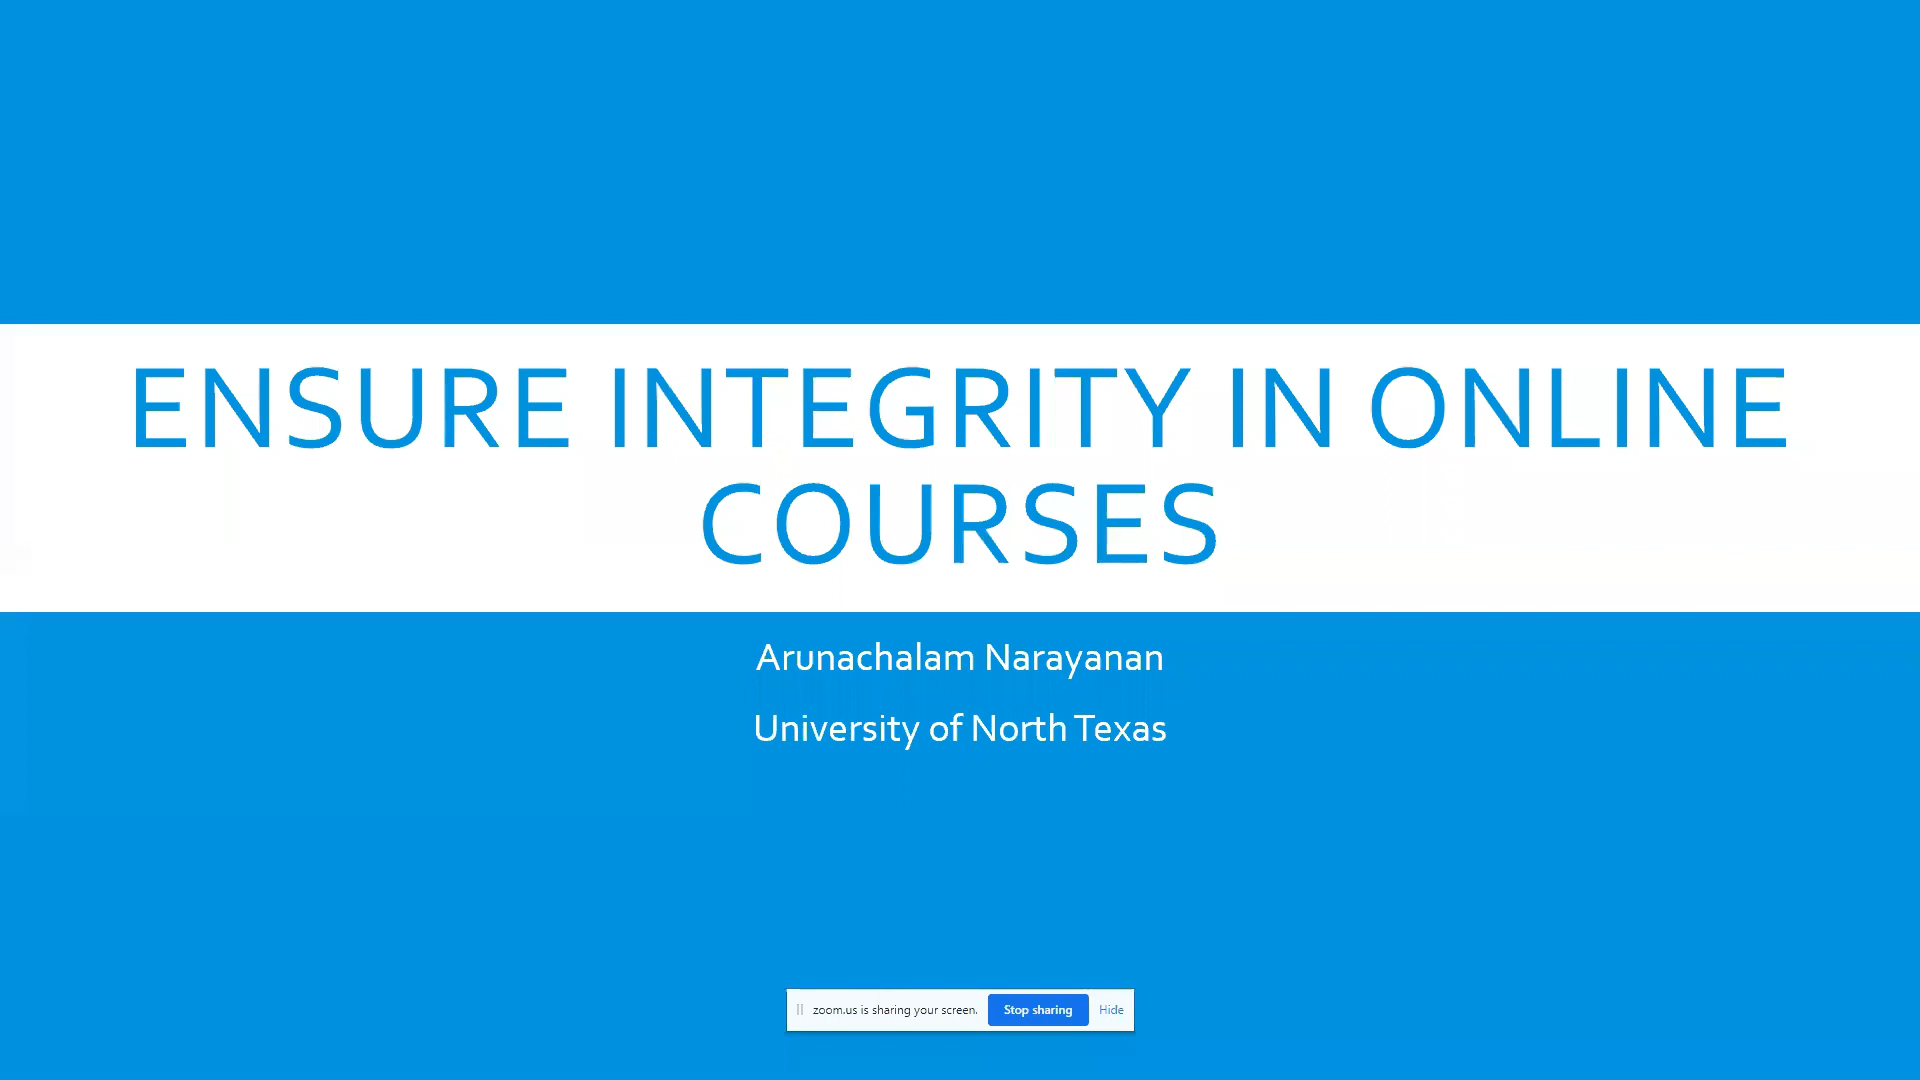 ENSURE INTEGRITY IN ONLINE
COURSES
Arunachalam Narayanan
University of North Texas
zoom.us is sharing your screen. Stop sharing Hide